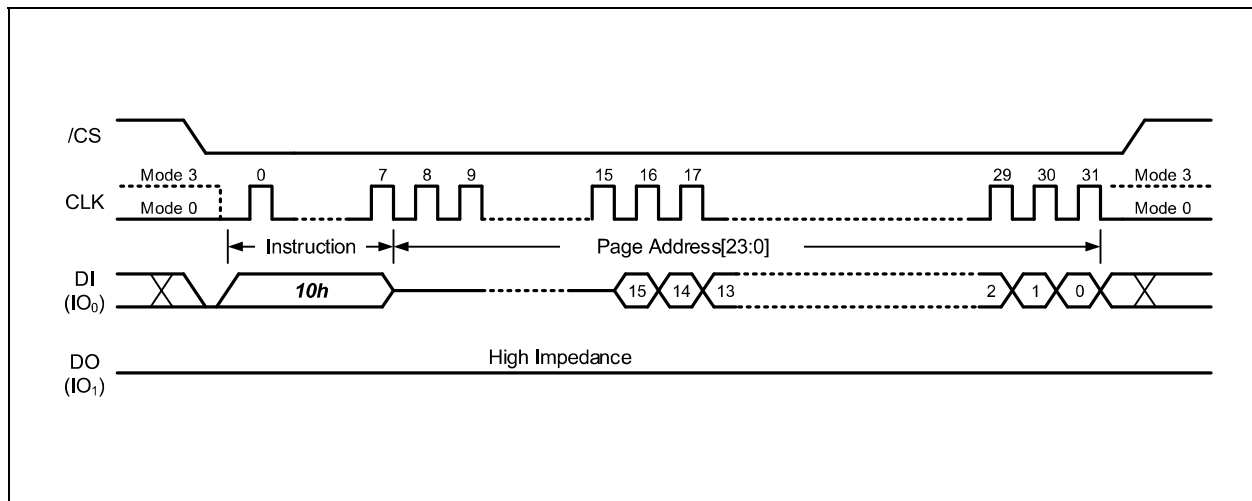 /CS
Mode 3 0 7 8 9 15 16 17 29 30 31 Mode 3
CLK
Mode 0 Mode 0
Instruction Page Address[23:0]
DI
(IO₀)
10h 15 14 13 2 1 0
High Impedance
DO
(IO₁)